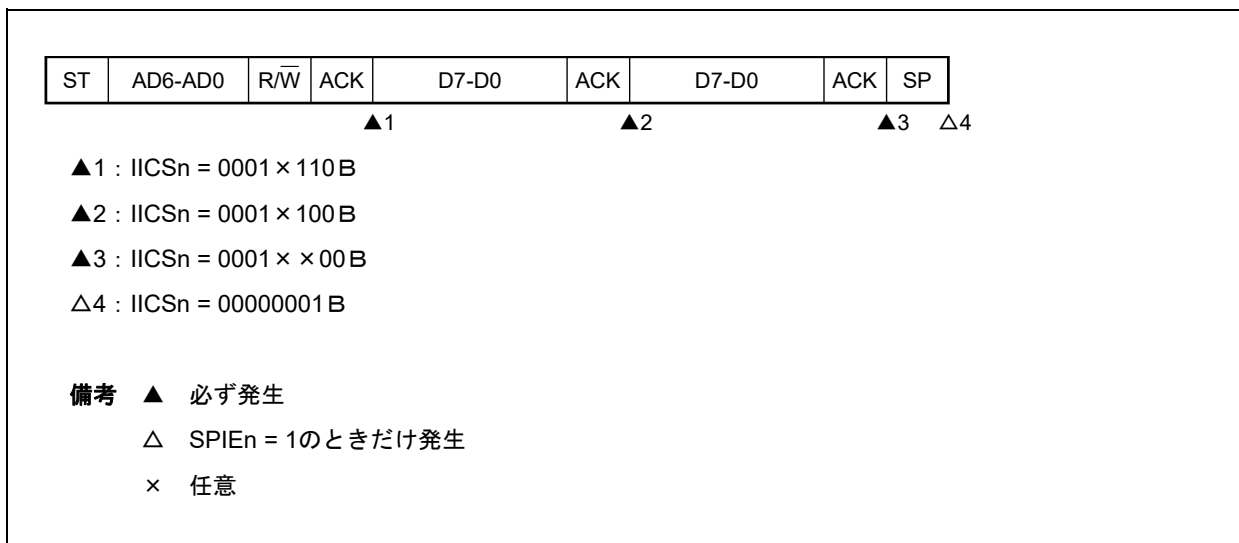 ST AD6-AD0 R/W̅ ACK D7-D0 ACK D7-D0 ACK SP
▲1 ▲2 ▲3 △4
▲1：IICSn = 0001×110B
▲2：IICSn = 0001×100B
▲3：IICSn = 0001××00B
△4：IICSn = 00000001B
備考 ▲ 必ず発生
△ SPIEn = 1のときだけ発生
× 任意